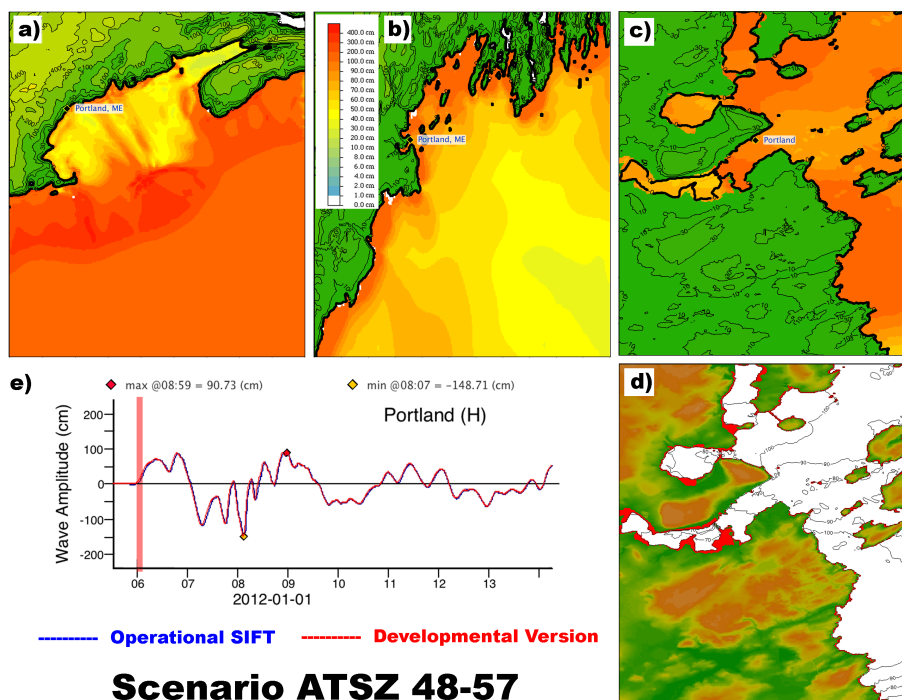 a)
Portland, ME
b)
400.0 cm
300.0 cm
200.0 cm
100.0 cm
90.0 cm
80.0 cm
70.0 cm
60.0 cm
50.0 cm
40.0 cm
30.0 cm
20.0 cm
10.0 cm
8.0 cm
6.0 cm
4.0 cm
2.0 cm
1.0 cm
0.0 cm
Portland, ME
c)
Portland
d)
e)
max @08:59 = 90.73 (cm)
min @08:07 = -148.71 (cm)
Portland (H)
Wave Amplitude (cm)
200
100
0
-100
-200
06 07 08 09 10 11 12 13
2012-01-01
---------- Operational SIFT ---------- Developmental Version
Scenario ATSZ 48-57